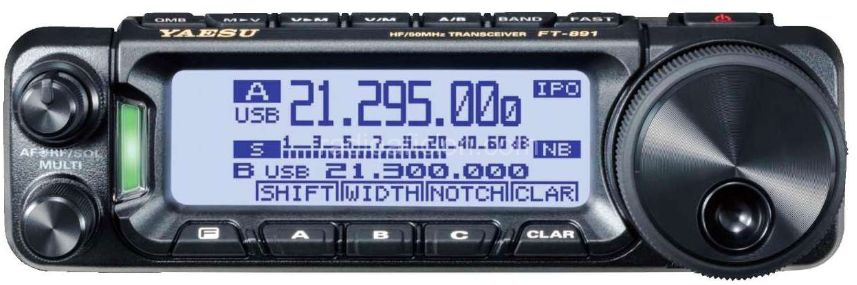 QMB M►V V►M V/M A/B BAND FAST
YAESU HF/50MHz TRANSCEIVER FT-891
A 21.295.000 IPO
USB
S 1 3 5 7 9 20 40 60 dB NB
B USB 21.300.000
SHIFT WIDTH NOTCH CLAR
AF RF/SQL
MULTI
F A B C CLAR